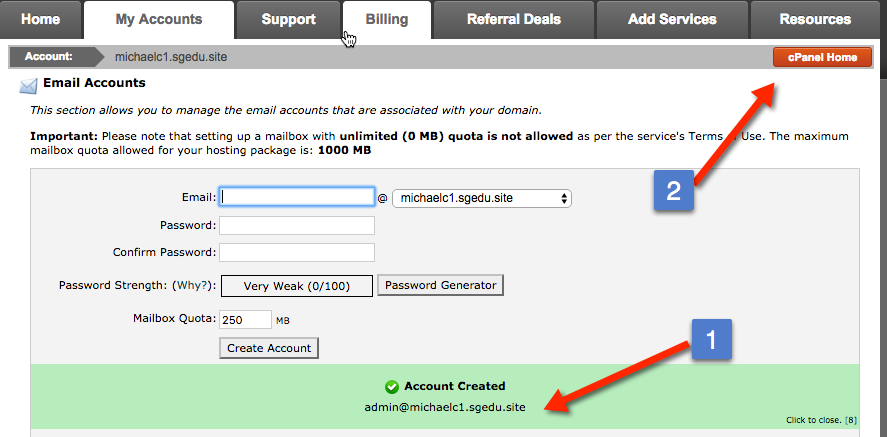 Home My Accounts Support Billing Referral Deals Add Services Resources
Account: michaelc1.sgedu.site cPanel Home
Email Accounts
This section allows you to manage the email accounts that are associated with your domain.
Important: Please note that setting up a mailbox with unlimited (0 MB) quota is not allowed as per the service's Terms Use. The maximum
mailbox quota allowed for your hosting package is: 1000 MB
2
Email: @ michaelc1.sgedu.site
Password:
Confirm Password:
Password Strength: (Why?): Very Weak (0/100) Password Generator
Mailbox Quota: 250 MB
1
Create Account
Account Created
admin@michaelc1.sgedu.site
Click to close. [8]